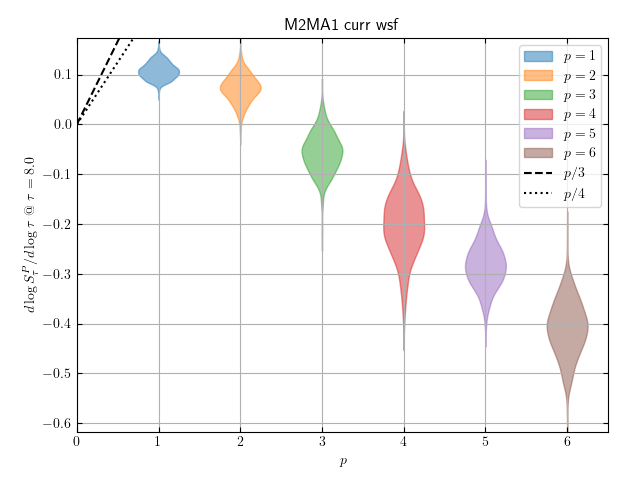 M2MA1 curr wsf
d log S_τ^P / d log τ @ τ = 8.0
0.1
0.0
−0.1
−0.2
−0.3
−0.4
−0.5
−0.6
0 1 2 3 4 5 6
p
p = 1
p = 2
p = 3
p = 4
p = 5
p = 6
p/3
p/4